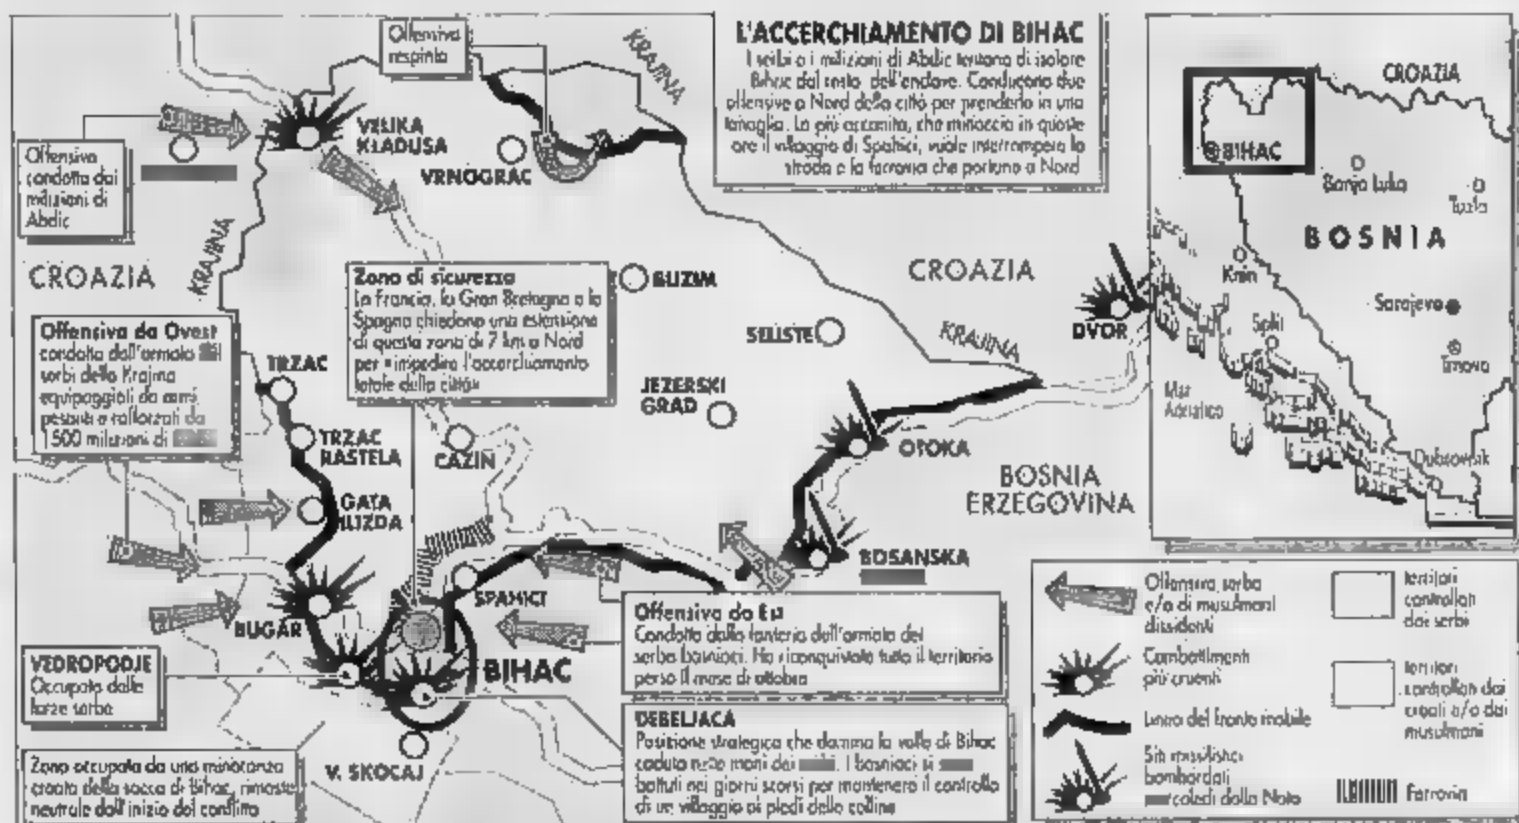 L'ACCERCHIAMENTO DI BIHAC
I serbi e i miliziani di Abdic tentano di isolare
Bihac dal resto dell'enclave. Conducono due
offensive a Nord della città per prenderla in una
tenaglia. La più accanita, che minaccia in queste
ore il villaggio di Spahici, vuole interrompere la
strada e la ferrovia che portano a Nord
Offensiva
respinta
KRAJINA
VELIKA
KLADUSA
VRNOGRAC
Offensiva
condotta dai
miliziani di
Abdic
KRAJINA
CROAZIA
Zona di sicurezza
La Francia, la Gran Bretagna e la
Spagna chiedono una estensione
di questa zona di 7 km a Nord
per «impedire l'accerchiamento
totale della città»
BUZIM
CROAZIA
SELISTE
KRAJINA
DVOR
Offensiva da Ovest
condotta dall'armata
serbi della Krajina
equipaggiati da armi
pesanti e rafforzati da
500 miliziani di
TRZAC
TRZAC
RASTELA
CAZIN
JEZERSKI
GRAD
OTOKA
BOSNIA
ERZEGOVINA
GATA
ILIZDA
BOSANSKA
SPAHICI
BUGAR
BIHAC
Offensiva da Est
Condotta dalla fanteria dell'armata dei
serbo bosniaci. Ha riconquistato tutto il territorio
perso il mese di ottobre
VEDROPODJE
Occupata dalle
forze serbe
DEBELJACA
Posizione strategica che domina la valle di Bihac
caduta nelle mani dei
I bosniaci si
battuti nei giorni scorsi per mantenere il controllo
di un villaggio ai piedi della collina
V. SKOCAJ
Zona occupata da una minoranza
croata della sacca di Bihac, rimasta
neutrale dall'inizio del conflitto
CROAZIA
BIHAC
Banja Luka
Tuzla
BOSNIA
Knin
Sarajevo
Split
Trnovo
Mar
Adriatico
Dubrovnik
Offensiva serba
e/o di musulmani
dissidenti
Combattimenti
più cruenti
Linea del fronte mobile
Siti missilistici
bombardati
dalla Nato
territori
controllati
dai serbi
territori
controllati dai
croati e/o dai
musulmani
Ferrovia